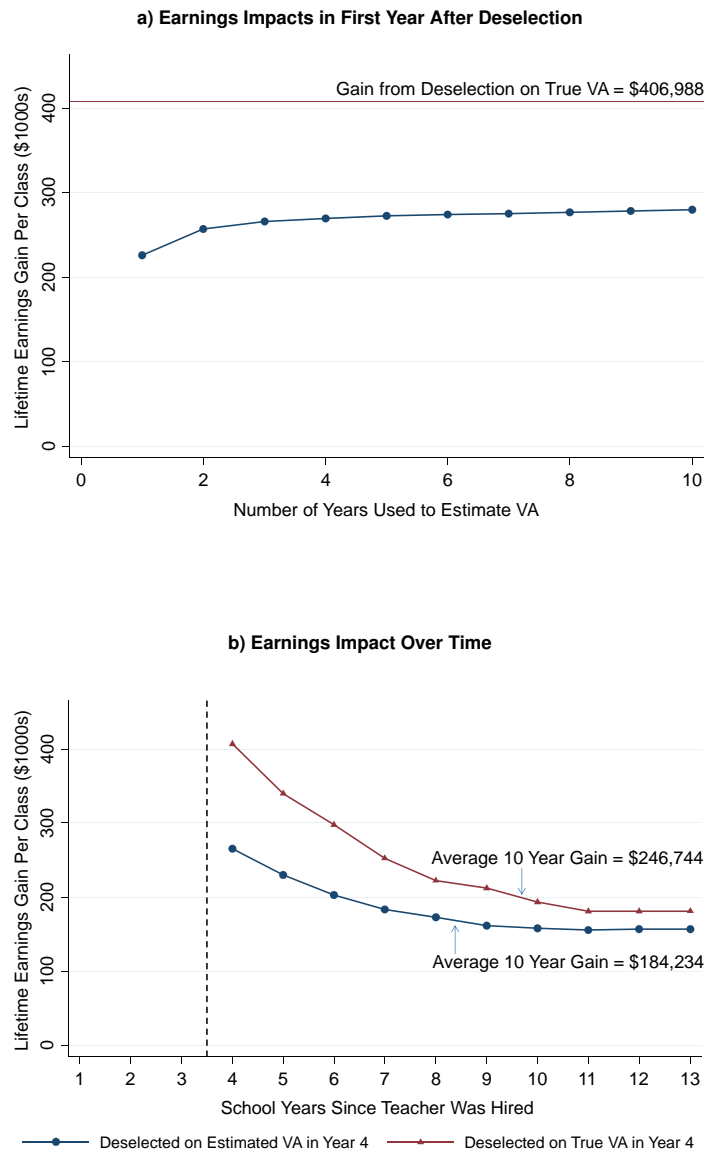 a) Earnings Impacts in First Year After Deselection
Lifetime Earnings Gain Per Class ($1000s)
Gain from Deselection on True VA = $406,988
400
300
200
100
0
0 2 4 6 8 10
Number of Years Used to Estimate VA
b) Earnings Impact Over Time
Lifetime Earnings Gain Per Class ($1000s)
400
300
200
100
0
Average 10 Year Gain = $246,744
Average 10 Year Gain = $184,234
1 2 3 4 5 6 7 8 9 10 11 12 13
School Years Since Teacher Was Hired
Deselected on Estimated VA in Year 4 Deselected on True VA in Year 4